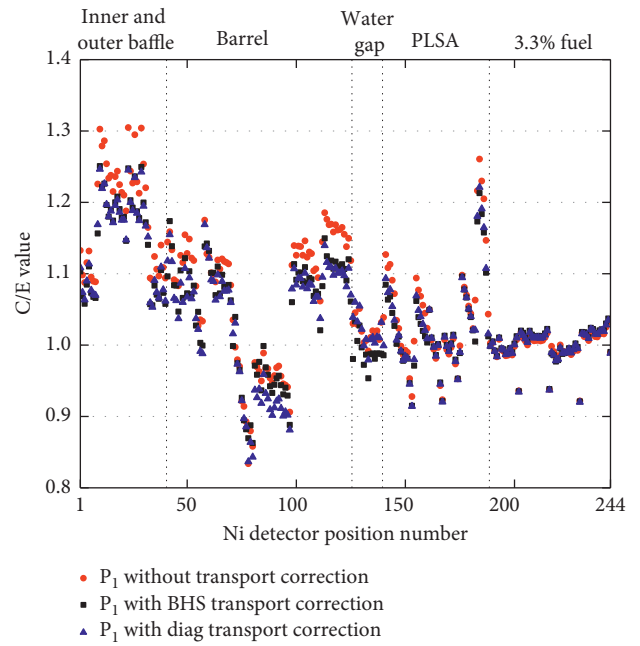 Inner and
outer baffle
Barrel
Water
gap
PLSA
3.3% fuel
1.4
1.3
1.2
1.1
1.0
0.9
0.8
C/E value
1
50
100
150
200
244
Ni detector position number
P₁ without transport correction
P₁ with BHS transport correction
P₁ with diag transport correction